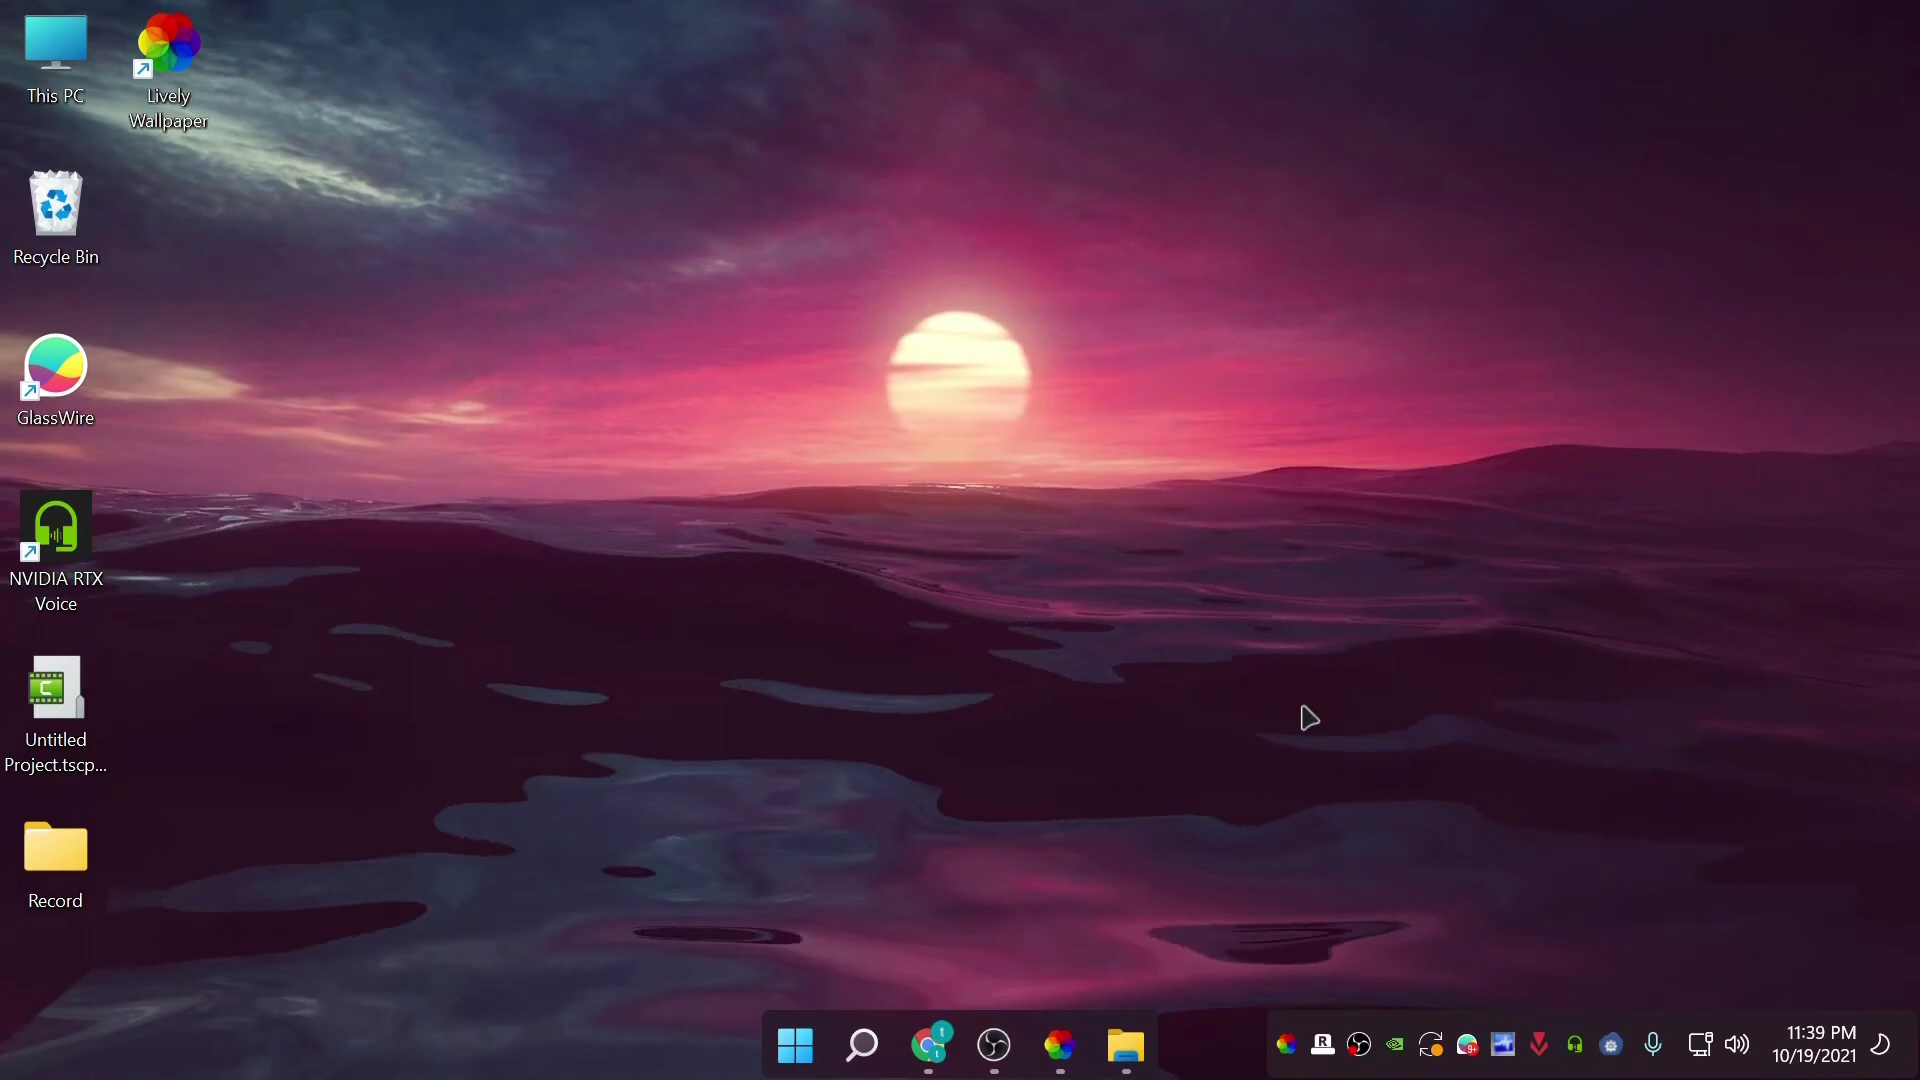 This PC
Lively
Wallpaper
Recycle Bin
GlassWire
NVIDIA RTX
Voice
Untitled
Project.tscp...
Record
t
t
R
9+
11:39 PM
10/19/2021